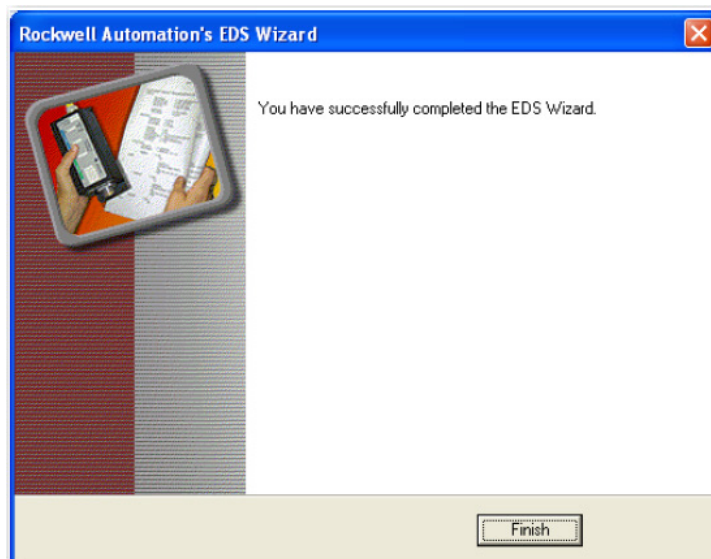 Rockwell Automation's EDS Wizard
You have successfully completed the EDS Wizard.
Finish